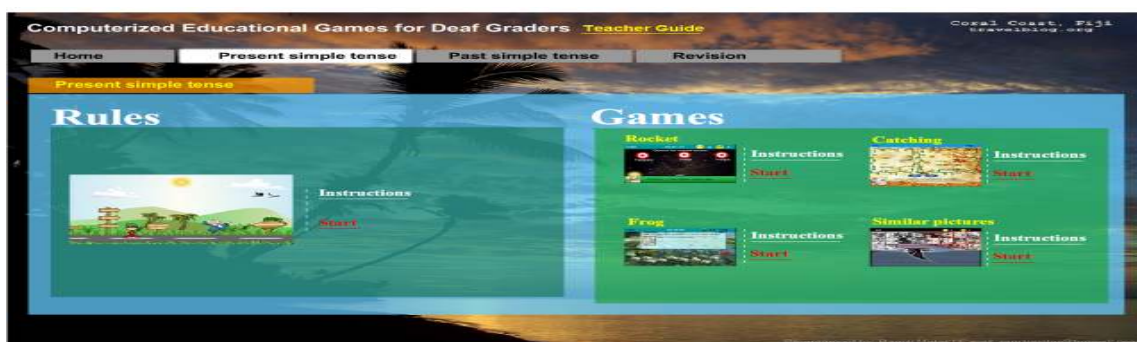 Computerized Educational Games for Deaf Graders Teacher Guide
Coral Coast, Fiji
travelblog.org
Home Present simple tense Past simple tense Revision
Present simple tense
Rules
Instructions
Start
Games
Rocket
Instructions
Start
Catching
Instructions
Start
Frog
Instructions
Start
Similar pictures
Instructions
Start